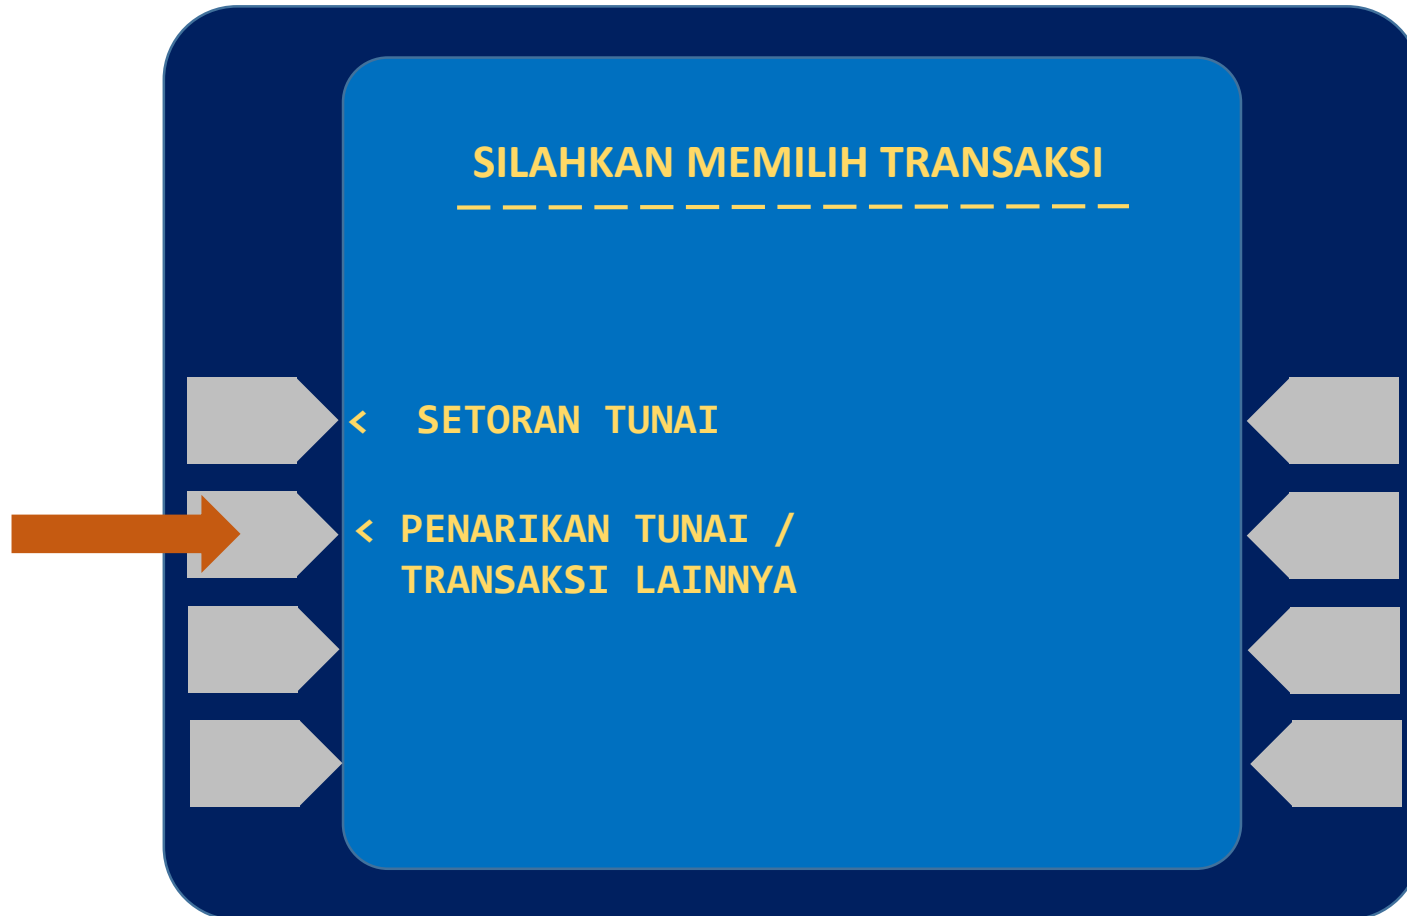 SILAHKAN MEMILIH TRANSAKSI
< SETORAN TUNAI
< PENARIKAN TUNAI /
TRANSAKSI LAINNYA